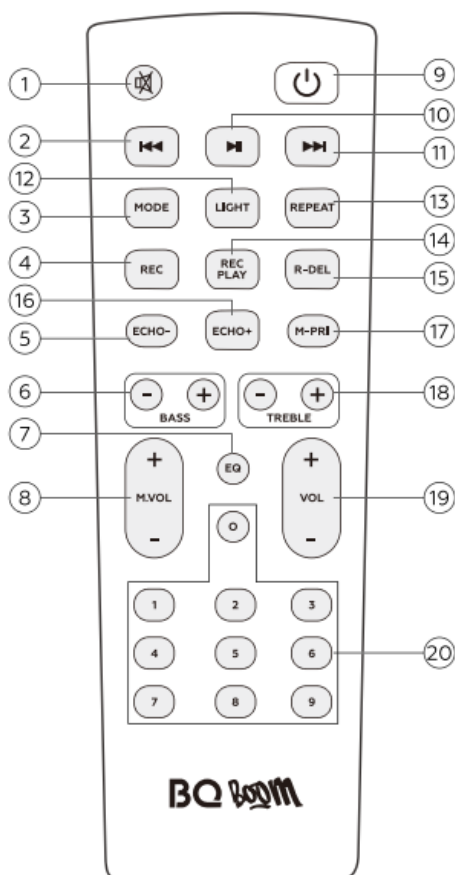 1
9
2
10
11
12
3
MODE
LIGHT
REPEAT
13
4
REC
REC
PLAY
14
R-DEL
15
16
5
ECHO-
ECHO+
M-PRI
17
6
- +
BASS
- +
TREBLE
18
7
EQ
8
+
M.VOL
-
+
VOL
-
19
0
1 2 3
4 5 6
20
7 8 9
BQ BOOM